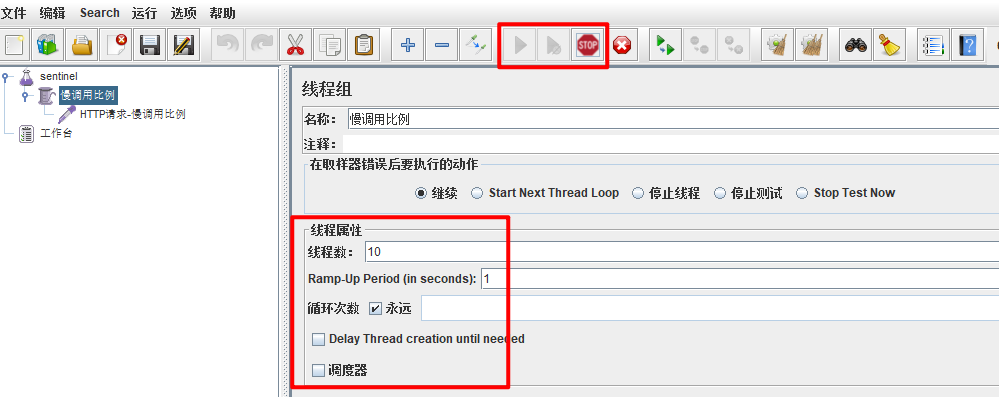 文件 编辑 Search 运行 选项 帮助
STOP
sentinel
慢调用比例
HTTP请求-慢调用比例
工作台
线程组
名称： 慢调用比例
注释：
在取样器错误后要执行的动作
继续 Start Next Thread Loop 停止线程 停止测试 Stop Test Now
线程属性
线程数： 10
Ramp-Up Period (in seconds): 1
循环次数 永远
Delay Thread creation until needed
调度器